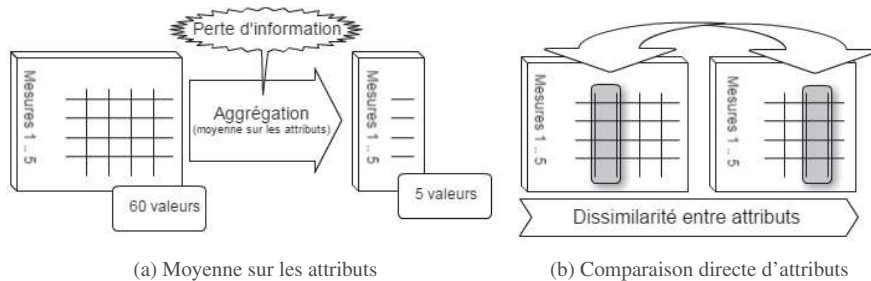 Perte d'information
Mesures 1 .. 5
Aggrégation
(moyenne sur les attributs)
Mesures 1 .. 5
60 valeurs
5 valeurs
Mesures 1 .. 5
Mesures 1 .. 5
Dissimilarité entre attributs
(a) Moyenne sur les attributs
(b) Comparaison directe d'attributs